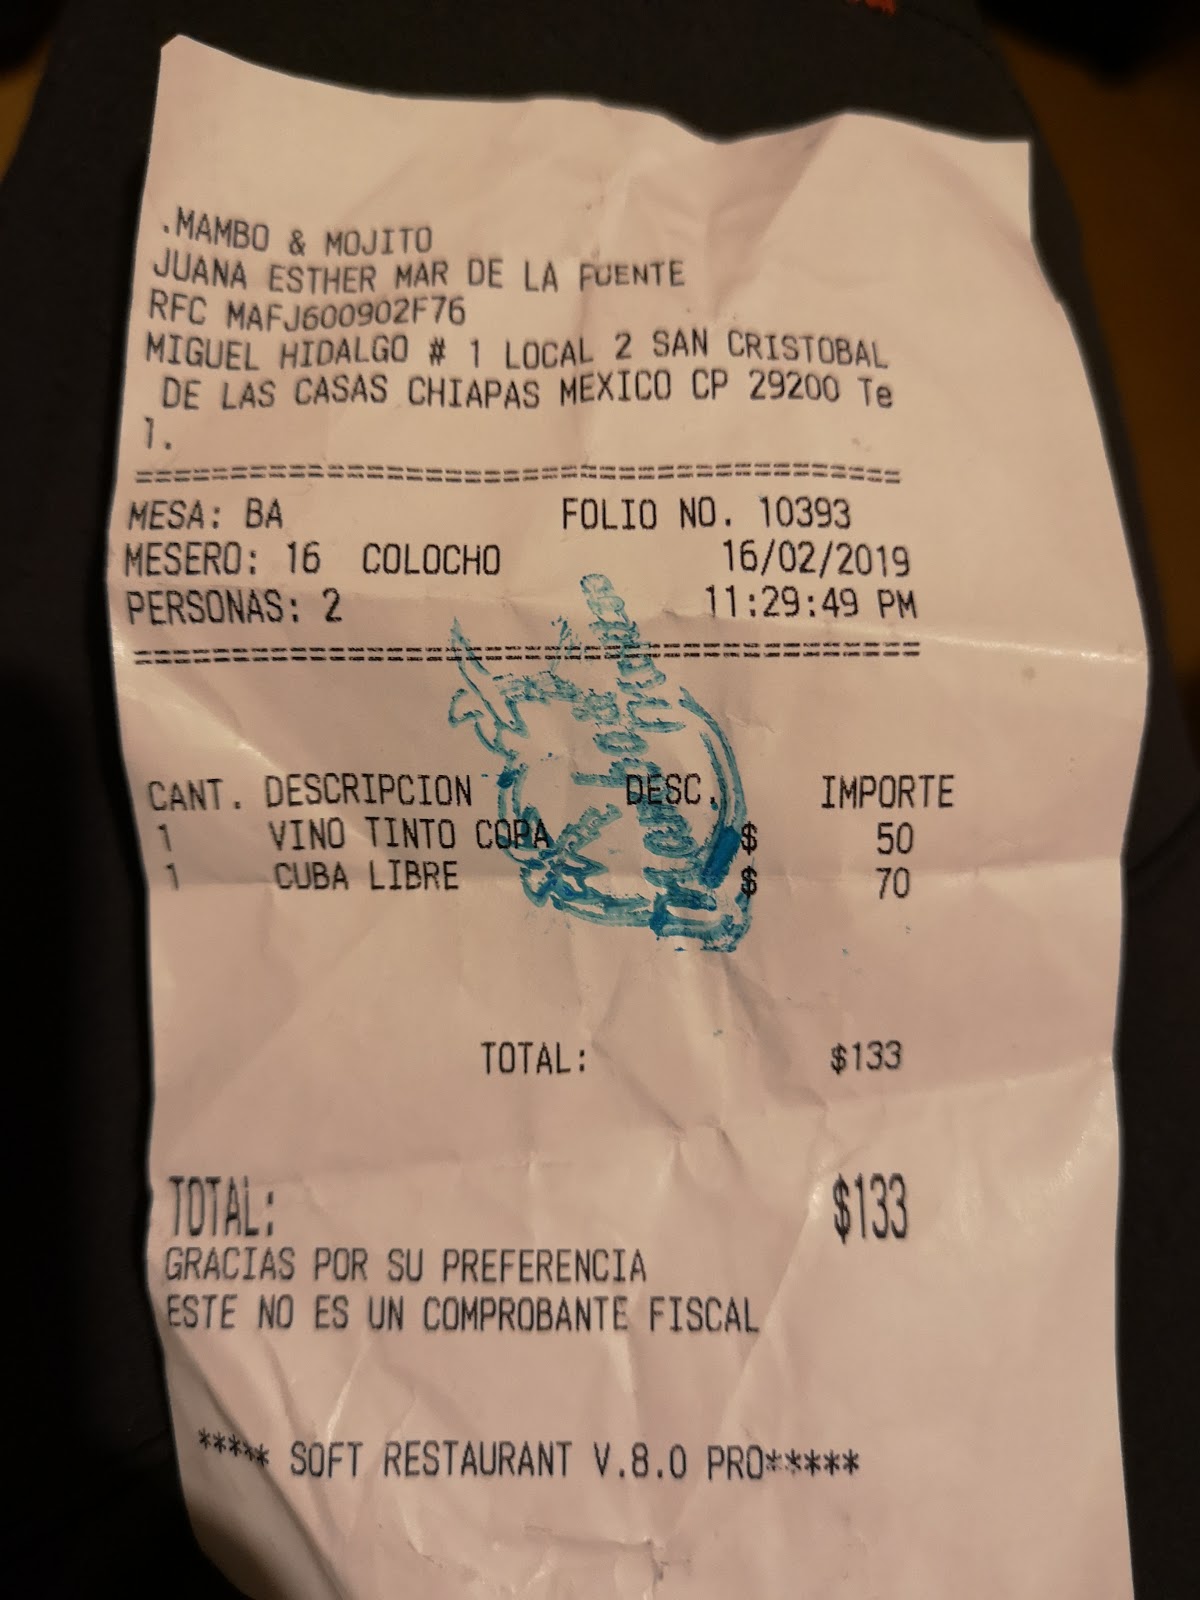 .MAMBO & MOJITO
JUANA ESTHER MAR DE LA FUENTE
RFC MAFJ600902F76
MIGUEL HIDALGO # 1 LOCAL 2 SAN CRISTOBAL
DE LAS CASAS CHIAPAS MEXICO CP 29200 Te
l.
========================================
MESA: BA FOLIO NO. 10393
MESERO: 16 COLOCHO 16/02/2019
PERSONAS: 2 11:29:49 PM
========================================
CANT. DESCRIPCION DESC. IMPORTE
1 VINO TINTO COPA $ 50
1 CUBA LIBRE $ 70
TOTAL: $133
TOTAL: $133
GRACIAS POR SU PREFERENCIA
ESTE NO ES UN COMPROBANTE FISCAL
***** SOFT RESTAURANT V.8.0 PRO*****